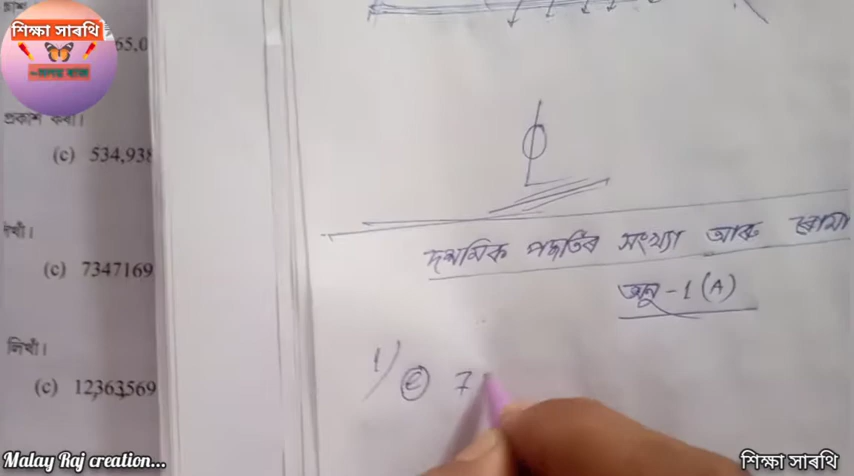 শিক্ষা সাৰথি
65.0
প্ৰকাশ কৰা।
(c) 534,938
লিখাঁ।
(c) 7347169
লিখাঁ।
(c) 12363569
দশমিক পদ্ধতিৰ সংখ্যা আৰু ৰোমা
অনু - 1 (A)
1) (e) 7
Malay Raj creation...
শিক্ষা সাৰথি